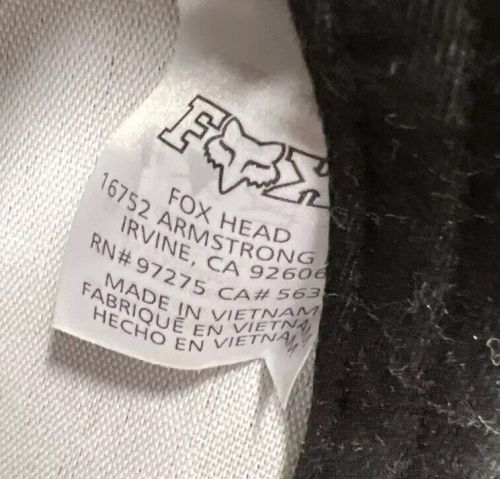 FOX
FOX HEAD
16752 ARMSTRONG
IRVINE, CA 92606
RN# 97275 CA# 563
MADE IN VIETNAM
FABRIQUÉ EN VIETNAM
HECHO EN VIETNAM